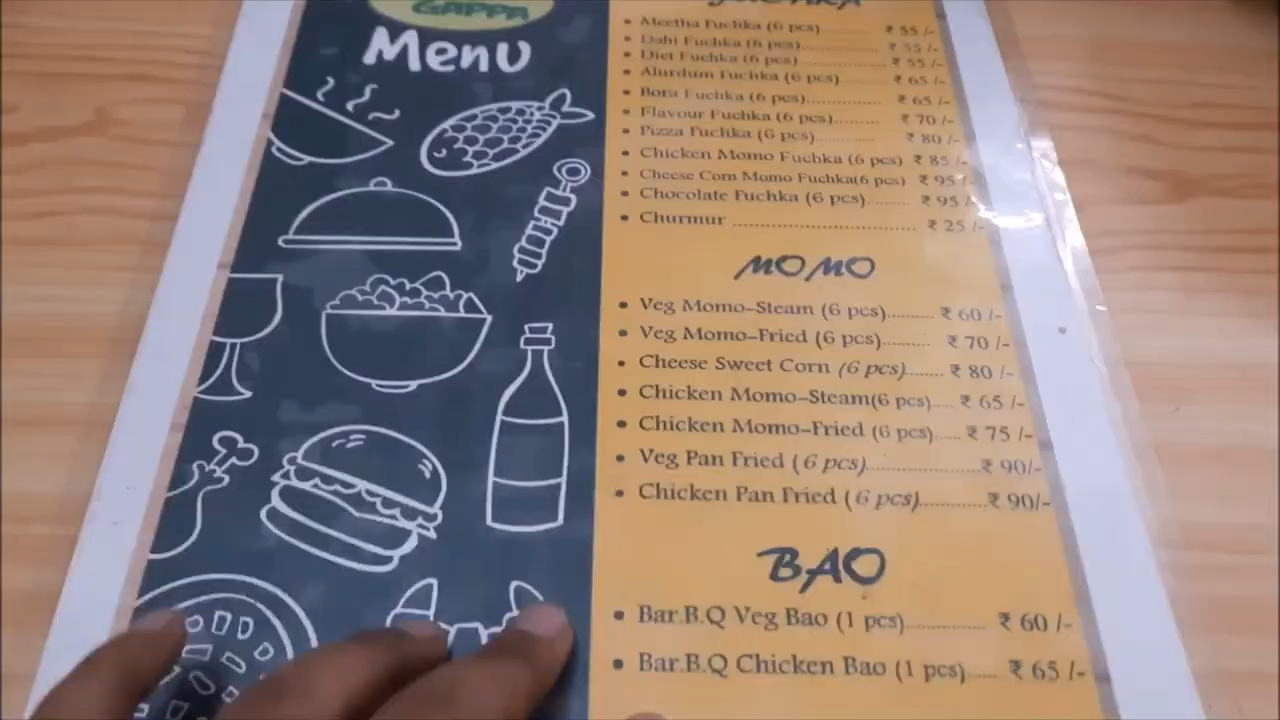 GAPPA
Menu
Meetha Fuchka (6 pcs) ₹ 55 /-
Dahi Fuchka (6 pcs)............ ₹ 55 /-
Diet Fuchka (6 pcs)............ ₹ 55 /-
Alurdum Fuchka (6 pcs) ₹ 65 /-
Bora Fuchka (6 pcs)............ ₹ 65 /-
Flavour Fuchka (6 pcs)......... ₹ 70 /-
Pizza Fuchka (6 pcs)............ ₹ 80 /-
Chicken Momo Fuchka (6 pcs) ₹ 85 /-
Cheese Corn Momo Fuchka(6 pcs) ₹ 95 /-
Chocolate Fuchka (6 pcs)........ ₹ 95 /-
Churmur .................................. ₹ 25 /-
MOMO
Veg Momo-Steam (6 pcs)......... ₹ 60 /-
Veg Momo-Fried (6 pcs)......... ₹ 70 /-
Cheese Sweet Corn (6 pcs)....... ₹ 80 /-
Chicken Momo-Steam(6 pcs).... ₹ 65 /-
Chicken Momo-Fried (6 pcs)..... ₹ 75 /-
Veg Pan Fried (6 pcs)......................₹ 90/-
Chicken Pan Fried (6 pcs).............₹ 90/-
BAO
Bar.B.Q Veg Bao (1 pcs)............... ₹ 60 /-
Bar.B.Q Chicken Bao (1 pcs)..... ₹ 65 /-